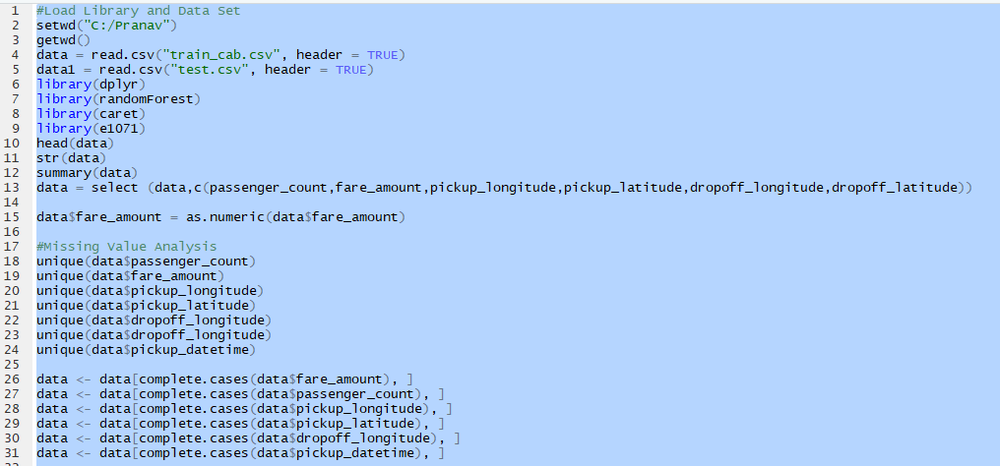 1 #Load Library and Data Set
2 setwd("C:/Pranav")
3 getwd()
4 data = read.csv("train_cab.csv", header = TRUE)
5 data1 = read.csv("test.csv", header = TRUE)
6 library(dplyr)
7 library(randomForest)
8 library(caret)
9 library(e1071)
10 head(data)
11 str(data)
12 summary(data)
13 data = select (data,c(passenger_count,fare_amount,pickup_longitude,pickup_latitude,dropoff_longitude,dropoff_latitude))
14
15 data$fare_amount = as.numeric(data$fare_amount)
16
17 #Missing Value Analysis
18 unique(data$passenger_count)
19 unique(data$fare_amount)
20 unique(data$pickup_longitude)
21 unique(data$pickup_latitude)
22 unique(data$dropoff_longitude)
23 unique(data$dropoff_longitude)
24 unique(data$pickup_datetime)
25
26 data <- data[complete.cases(data$fare_amount), ]
27 data <- data[complete.cases(data$passenger_count), ]
28 data <- data[complete.cases(data$pickup_longitude), ]
29 data <- data[complete.cases(data$pickup_latitude), ]
30 data <- data[complete.cases(data$dropoff_longitude), ]
31 data <- data[complete.cases(data$pickup_datetime), ]